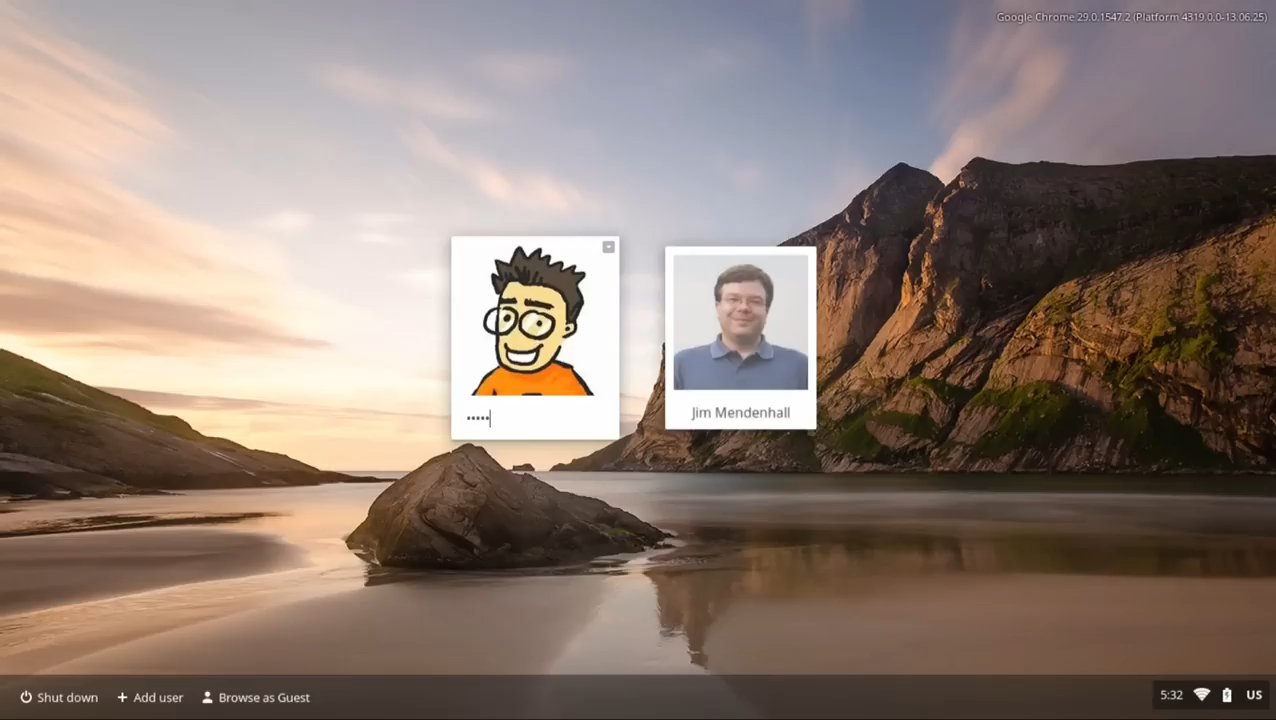 Google Chrome 29.0.1547.2 (Platform 4319.0.0-13.06.25)
•••••
Jim Mendenhall
Shut down
+ Add user
Browse as Guest
5:32
US